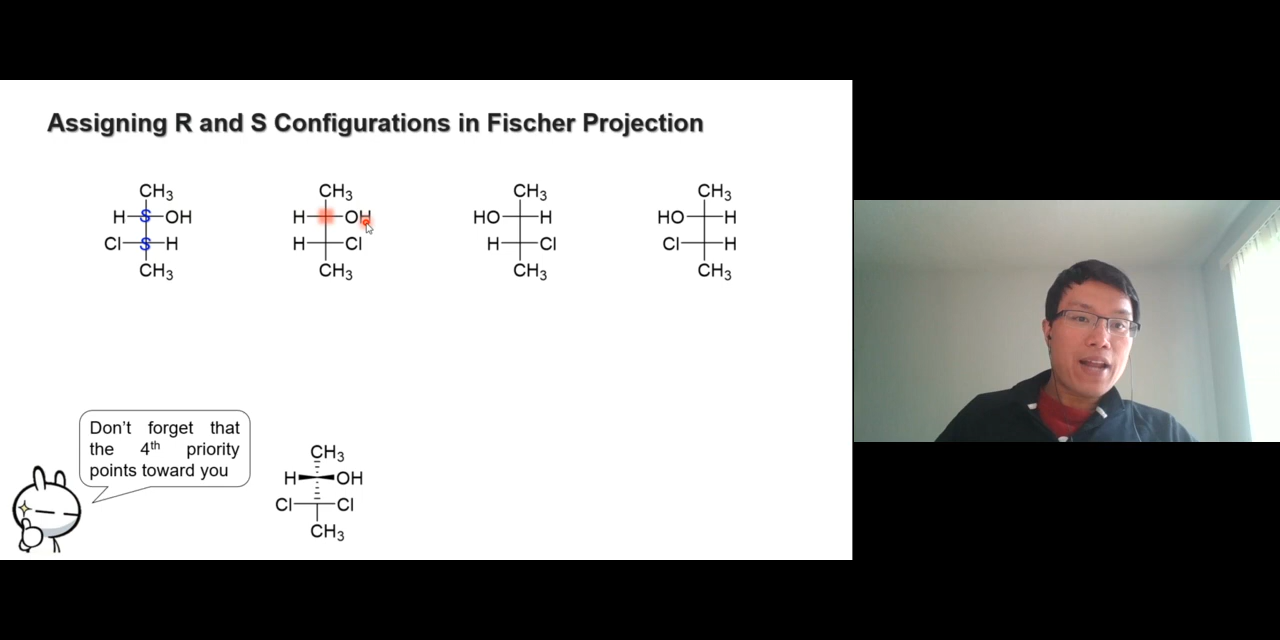 Assigning R and S Configurations in Fischer Projection
CH₃ CH₃ CH₃ CH₃
H S OH H OH HO H HO H
Cl S H H Cl H Cl Cl H
CH₃ CH₃ CH₃ CH₃
Don't forget that
the 4th priority
points toward you
CH₃
H OH
Cl Cl
CH₃